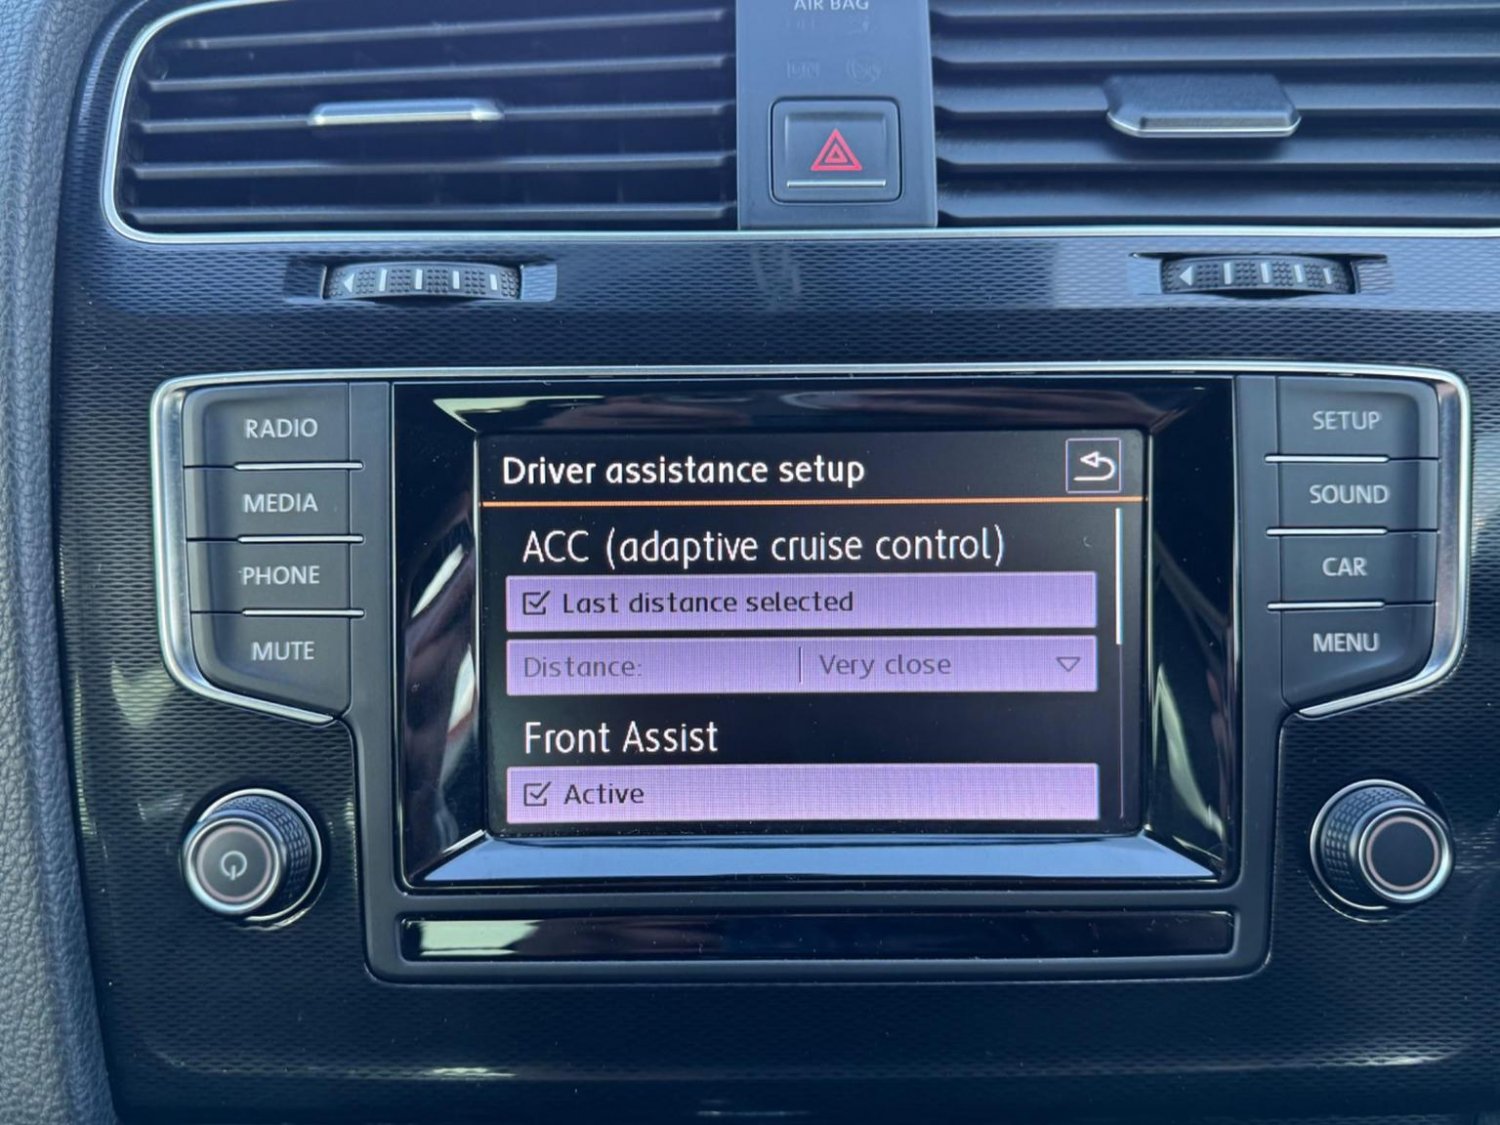 AIR BAG
RADIO
MEDIA
PHONE
MUTE
Driver assistance setup
ACC (adaptive cruise control)
Last distance selected
Distance: Very close
Front Assist
Active
SETUP
SOUND
CAR
MENU